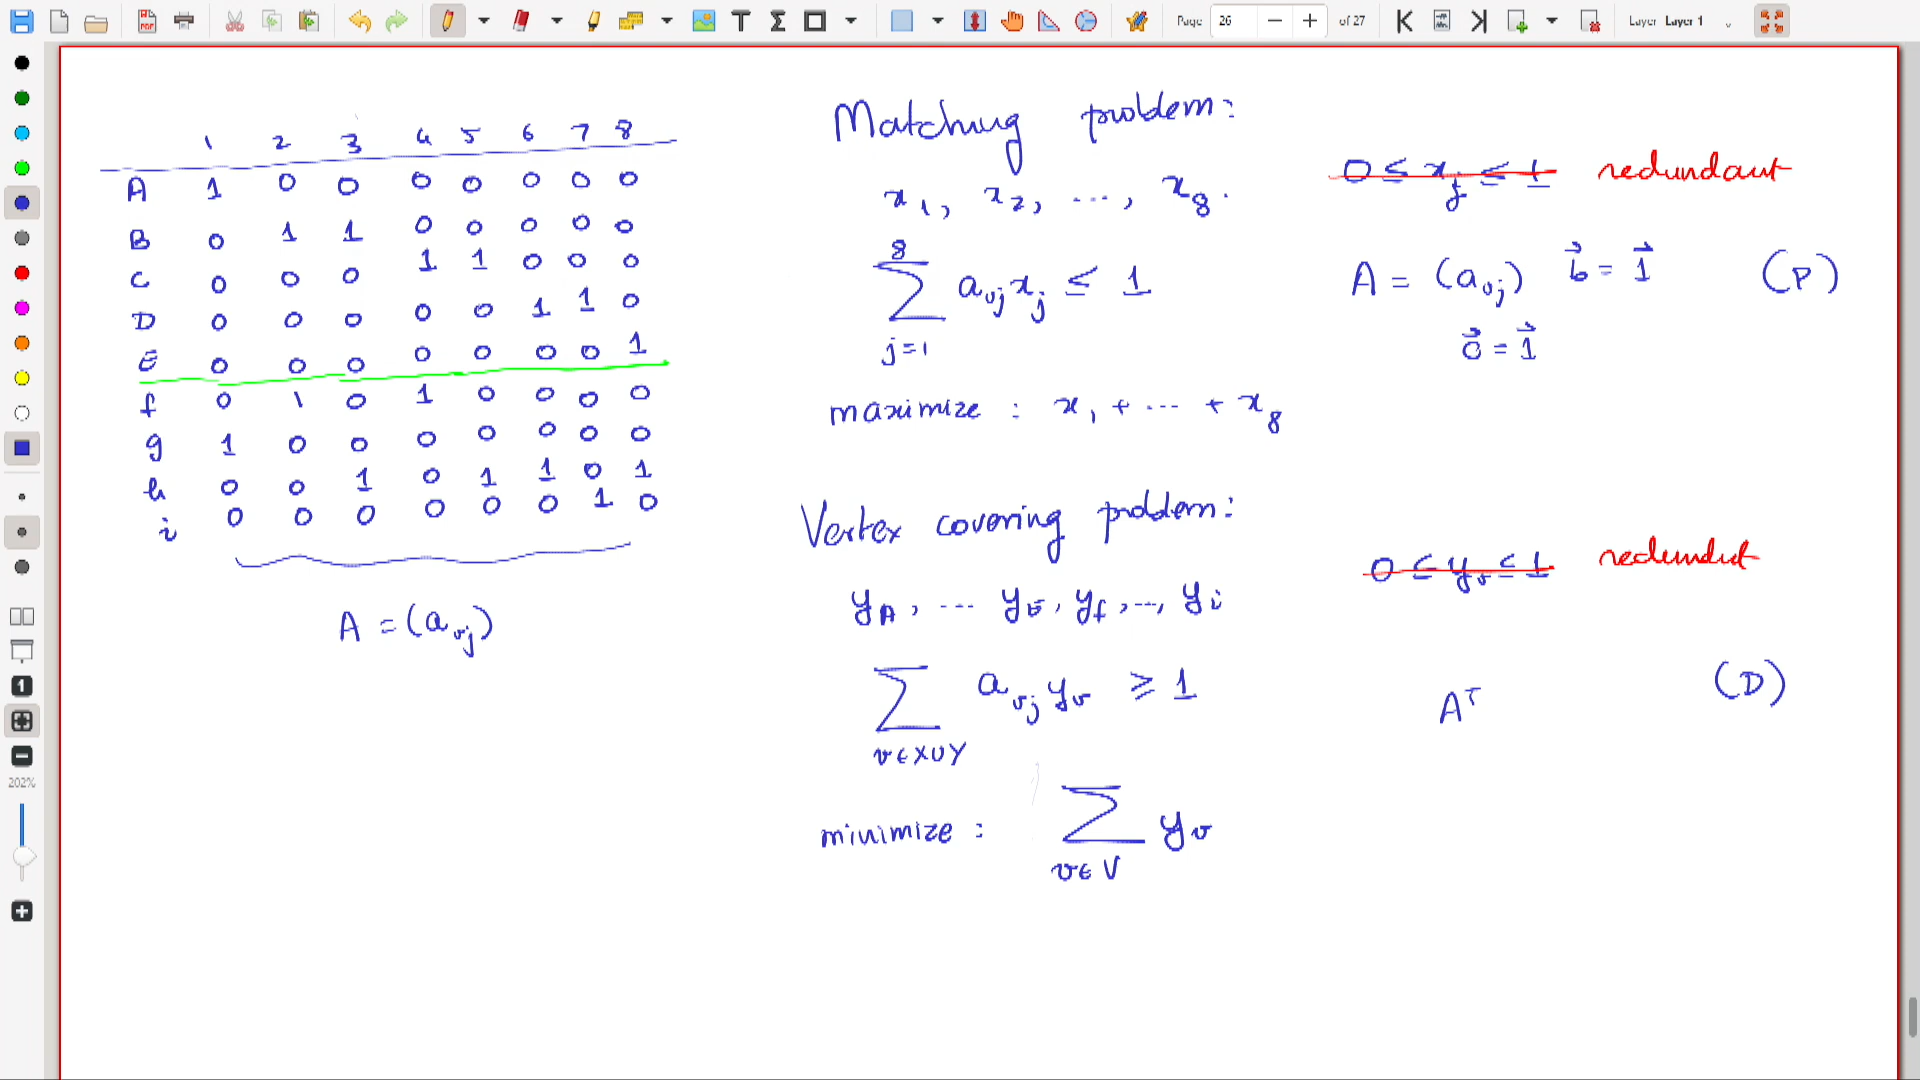 Page 26 of 27 Layer Layer 1
1 2 3 4 5 6 7 8
A 1 0 0 0 0 0 0 0
B 0 1 1 0 0 0 0 0
C 0 0 0 1 1 0 0 0
D 0 0 0 0 0 1 1 0
E 0 0 0 0 0 0 0 1
f 0 1 0 1 0 0 0 0
g 1 0 0 0 0 0 0 0
h 0 0 1 0 1 1 0 1
i 0 0 0 0 0 0 1 0
A = (a_vj)
Matching problem:
x_1, x_2, ..., x_8.
0 ≤ x_j ≤ 1 redundant
8
∑ a_vj x_j ≤ 1
j=1
A = (a_vj) b⃗ = 1⃗ (P)
c⃗ = 1⃗
maximize : x_1 + ... + x_8
Vertex covering problem:
0 ≤ y_v ≤ 1 redundut
y_A, ... y_E, y_f, ..., y_i
∑ a_vj y_v ≥ 1
v∈X∪Y
A^T (D)
minimize : ∑ y_v
v∈V
1
202%